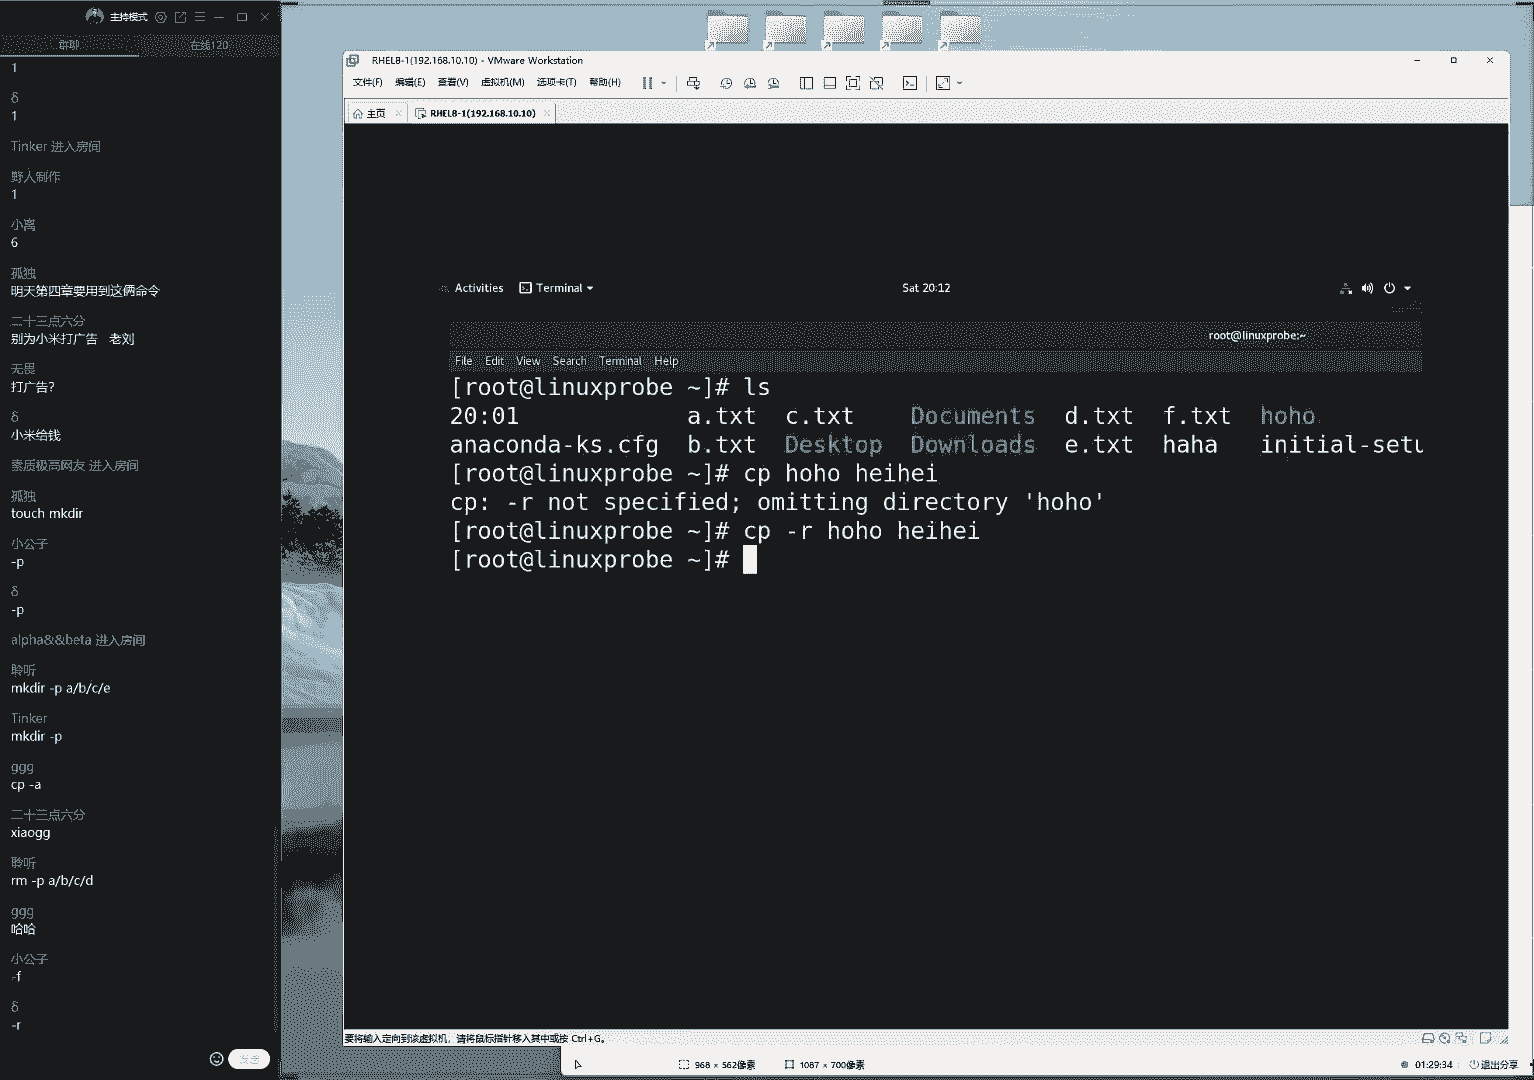 主持模式
群聊
在线120
1
δ
1
Tinker 进入房间
野人制作
1
小离
6
孤独
明天第四章要用到这俩命令
二十三点六分
别为小米打广告 老刘
无畏
打广告?
δ
小米给钱
素质极高网友 进入房间
孤独
touch mkdir
小公子
-p
δ
-p
alpha&&beta 进入房间
聆听
mkdir -p a/b/c/e
Tinker
mkdir -p
ggg
cp -a
二十三点六分
xiaogg
聆听
rm -p a/b/c/d
ggg
哈哈
小公子
-f
δ
-r
发送
RHEL8-1(192.168.10.10) - VMware Workstation
文件(F) 编辑(E) 查看(V) 虚拟机(M) 选项卡(T) 帮助(H)
主页
RHEL8-1(192.168.10.10)
Activities Terminal Sat 20:12
root@linuxprobe:~
File Edit View Search Terminal Help
[root@linuxprobe ~]# ls
20:01 a.txt c.txt Documents d.txt f.txt hoho
anaconda-ks.cfg b.txt Desktop Downloads e.txt haha initial-setu
[root@linuxprobe ~]# cp hoho heihei
cp: -r not specified; omitting directory 'hoho'
[root@linuxprobe ~]# cp -r hoho heihei
[root@linuxprobe ~]#
要将输入定向到该虚拟机，请将鼠标指针移入其中或按 Ctrl+G。
968 × 562像素
1087 × 700像素
01:29:34
退出分享